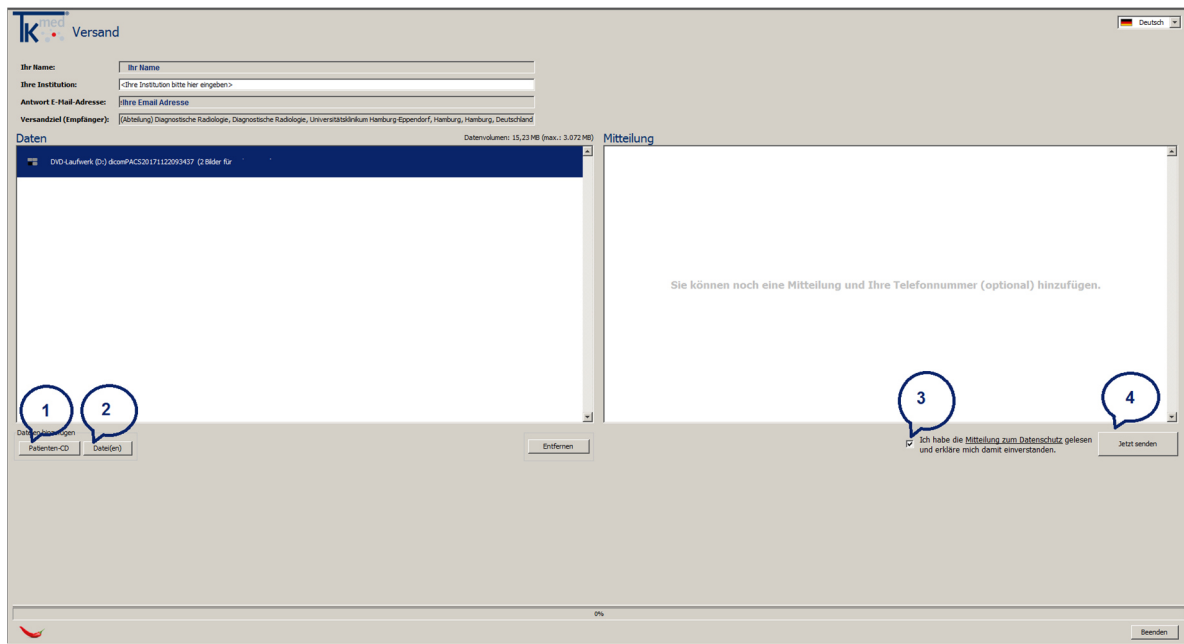 TK med Versand
Deutsch
Ihr Name: Ihr Name
Ihre Institution: <Ihre Institution bitte hier eingeben>
Antwort E-Mail-Adresse: Ihre Email Adresse
Versandziel (Empfänger): (Abteilung) Diagnostische Radiologie, Diagnostische Radiologie, Universitätsklinikum Hamburg-Eppendorf, Hamburg, Hamburg, Deutschland
Daten
Datenvolumen: 15,23 MB (max.: 3.072 MB)
Mitteilung
DVD-Laufwerk (D:) dicomPACS20171122093437 (2 Bilder für
Sie können noch eine Mitteilung und Ihre Telefonnummer (optional) hinzufügen.
1
2
3
4
Dateien hinzufügen
Patienten-CD
Datei(en)
Entfernen
Ich habe die Mitteilung zum Datenschutz gelesen
und erkläre mich damit einverstanden.
Jetzt senden
0%
Beenden